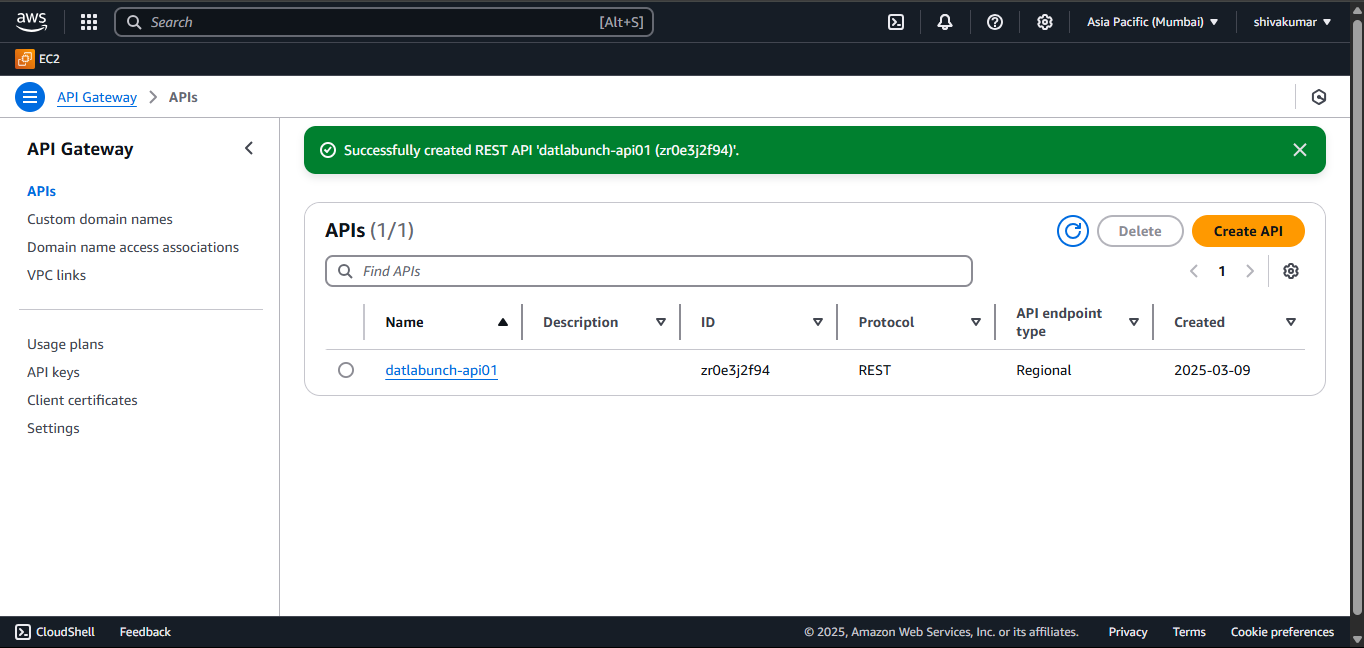 aws
Search [Alt+S]
Asia Pacific (Mumbai)
shivakumar
EC2
API Gateway
APIs
API Gateway
APIs
Custom domain names
Domain name access associations
VPC links
Usage plans
API keys
Client certificates
Settings
Successfully created REST API 'datlabunch-api01 (zr0e3j2f94)'.
APIs (1/1)
Delete
Create API
Find APIs
1
Name
Description
ID
Protocol
API endpoint
type
Created
datlabunch-api01
zr0e3j2f94
REST
Regional
2025-03-09
CloudShell
Feedback
© 2025, Amazon Web Services, Inc. or its affiliates.
Privacy
Terms
Cookie preferences